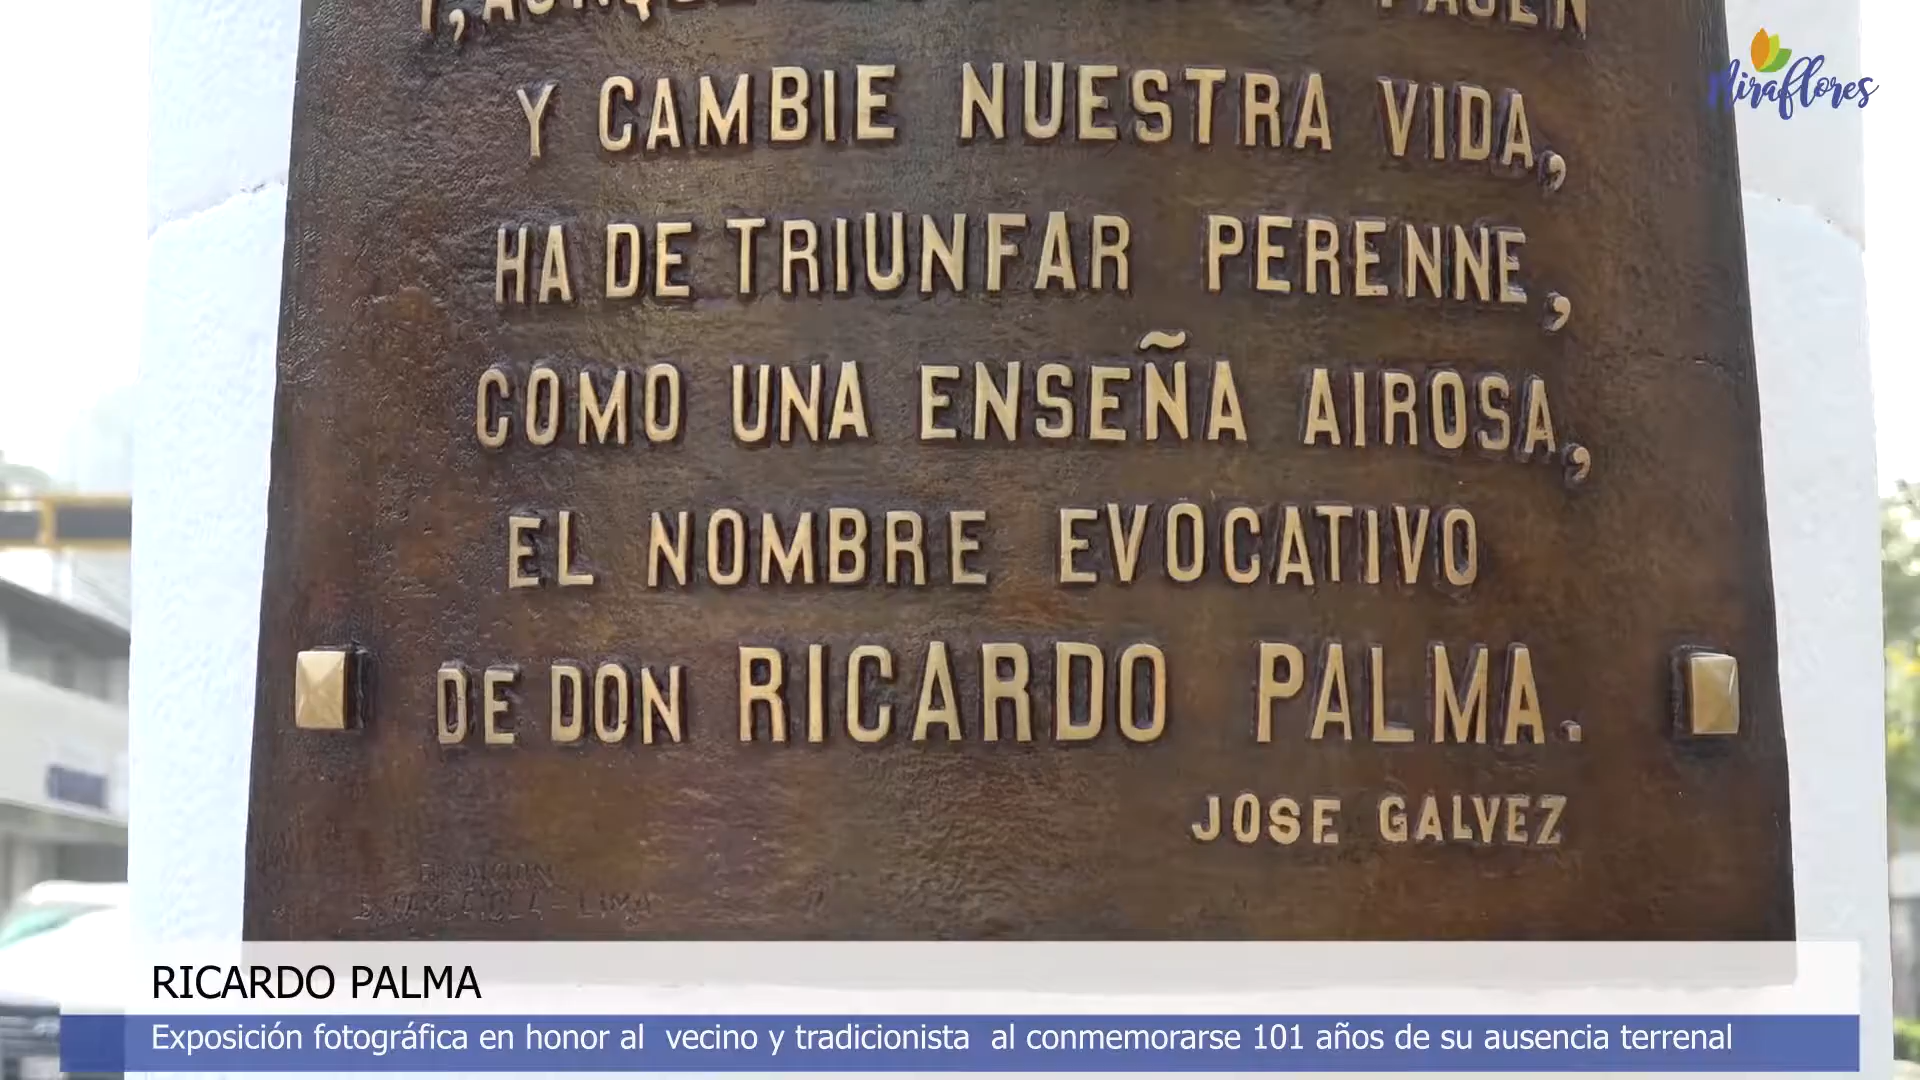 Y CAMBIE NUESTRA VIDA,
HA DE TRIUNFAR PERENNE,
COMO UNA ENSEÑA AIROSA,
EL NOMBRE EVOCATIVO
DE DON RICARDO PALMA.
JOSE GALVEZ
LIMA
Miraflores
RICARDO PALMA
Exposición fotográfica en honor al vecino y tradicionista al conmemorarse 101 años de su ausencia terrenal